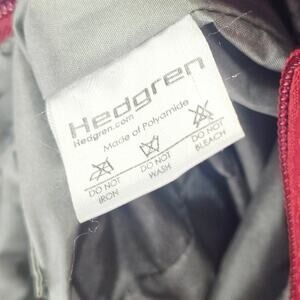 Hedgren
Hedgren.com
Made of Polyamide
DO NOT IRON
DO NOT WASH
DO NOT BLEACH